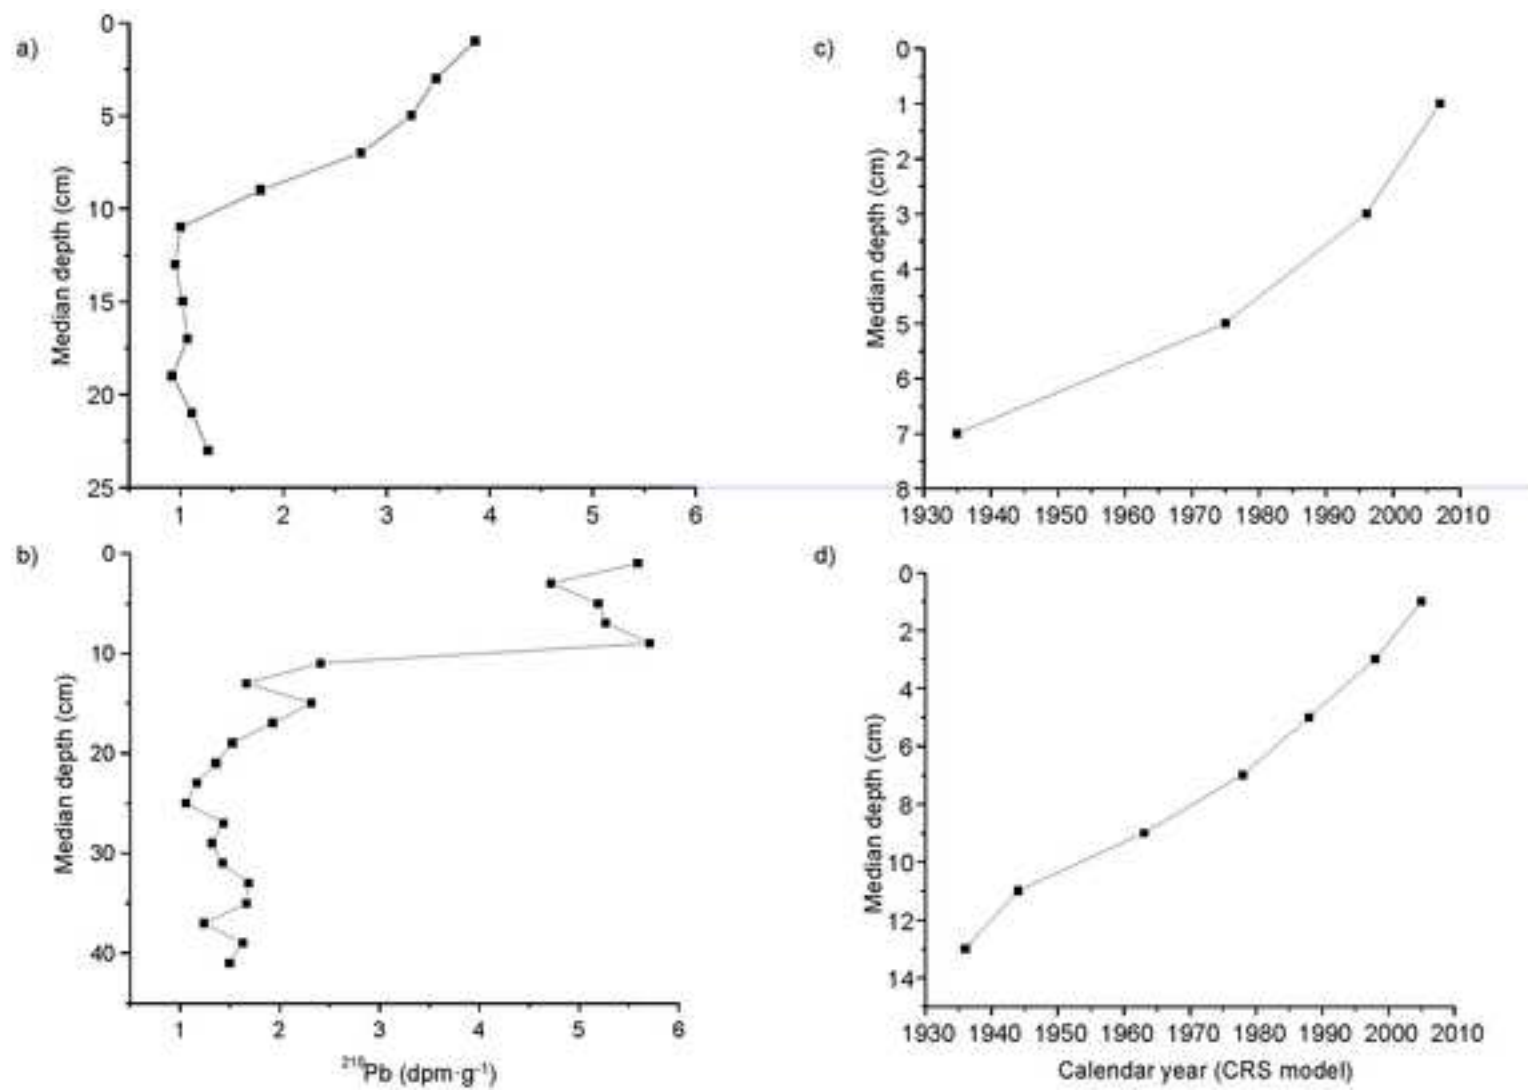 a)
0
5
10
15
20
25
Median depth (cm)
1 2 3 4 5 6
c)
0
1
2
3
4
5
6
7
8
Median depth (cm)
1930 1940 1950 1960 1970 1980 1990 2000 2010
b)
0
10
20
30
40
Median depth (cm)
1 2 3 4 5 6
²¹⁰Pb (dpm·g⁻¹)
d)
0
2
4
6
8
10
12
14
Median depth (cm)
1930 1940 1950 1960 1970 1980 1990 2000 2010
Calendar year (CRS model)